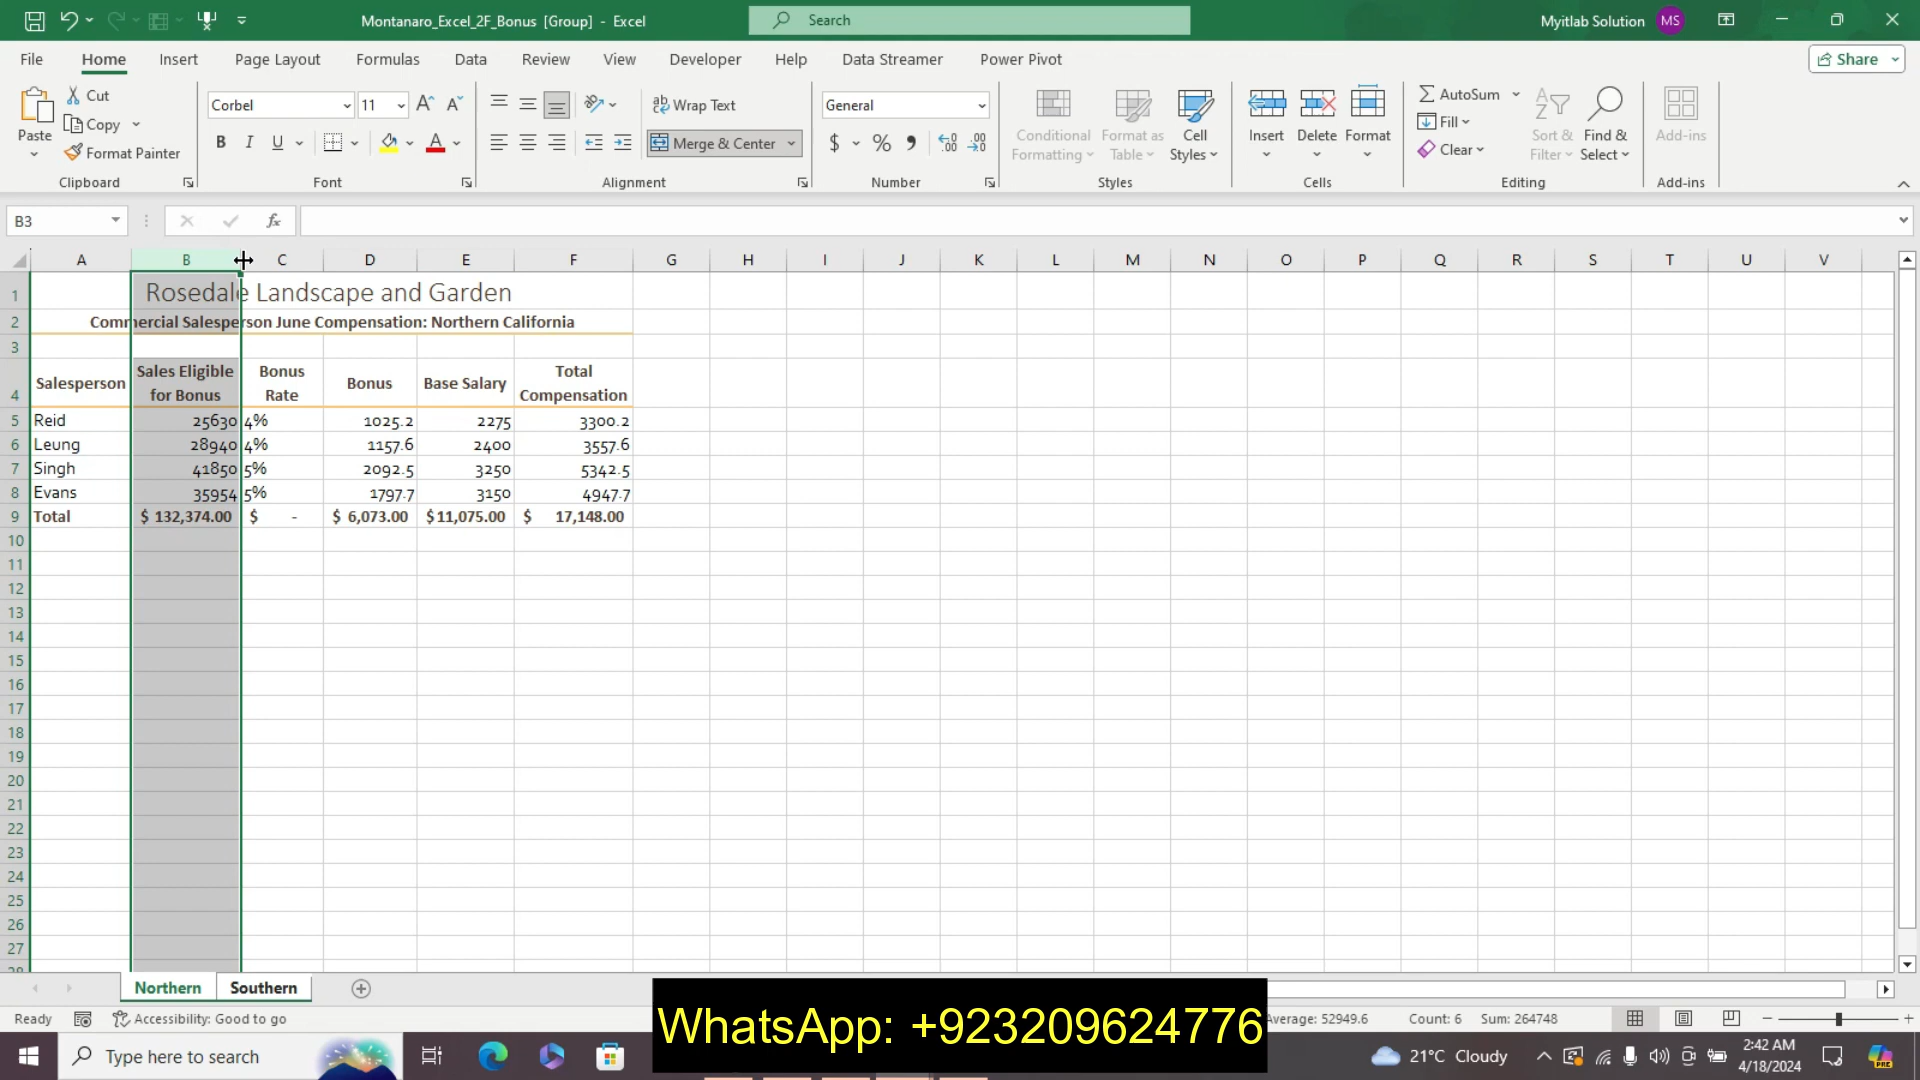 Montanaro_Excel_2F_Bonus [Group] - Excel
Search
Myitlab Solution MS
File Home Insert Page Layout Formulas Data Review View Developer Help Data Streamer Power Pivot Share
Paste Cut Copy Format Painter Clipboard
Corbel 11 B I U Font
Wrap Text Merge & Center Alignment
General $ % Number
Conditional Formatting Format as Table Cell Styles Styles
Insert Delete Format Cells
AutoSum Fill Clear Sort & Filter Find & Select Editing
Add-ins Add-ins
B3 fx
A B C D E F G H I J K L M N O P Q R S T U V
1 Rosedale Landscape and Garden
2 Commercial Salesperson June Compensation: Northern California
3
4 Salesperson Sales Eligible for Bonus Bonus Rate Bonus Base Salary Total Compensation
5 Reid 25630 4% 1025.2 2275 3300.2
6 Leung 28940 4% 1157.6 2400 3557.6
7 Singh 41850 5% 2092.5 3250 5342.5
8 Evans 35954 5% 1797.7 3150 4947.7
9 Total $ 132,374.00 $ - $ 6,073.00 $11,075.00 $ 17,148.00
10
11
12
13
14
15
16
17
18
19
20
21
22
23
24
25
26
27
Northern Southern
Ready Accessibility: Good to go Average: 52949.6 Count: 6 Sum: 264748
WhatsApp: +923209624776
Type here to search 21°C Cloudy 2:42 AM
4/18/2024